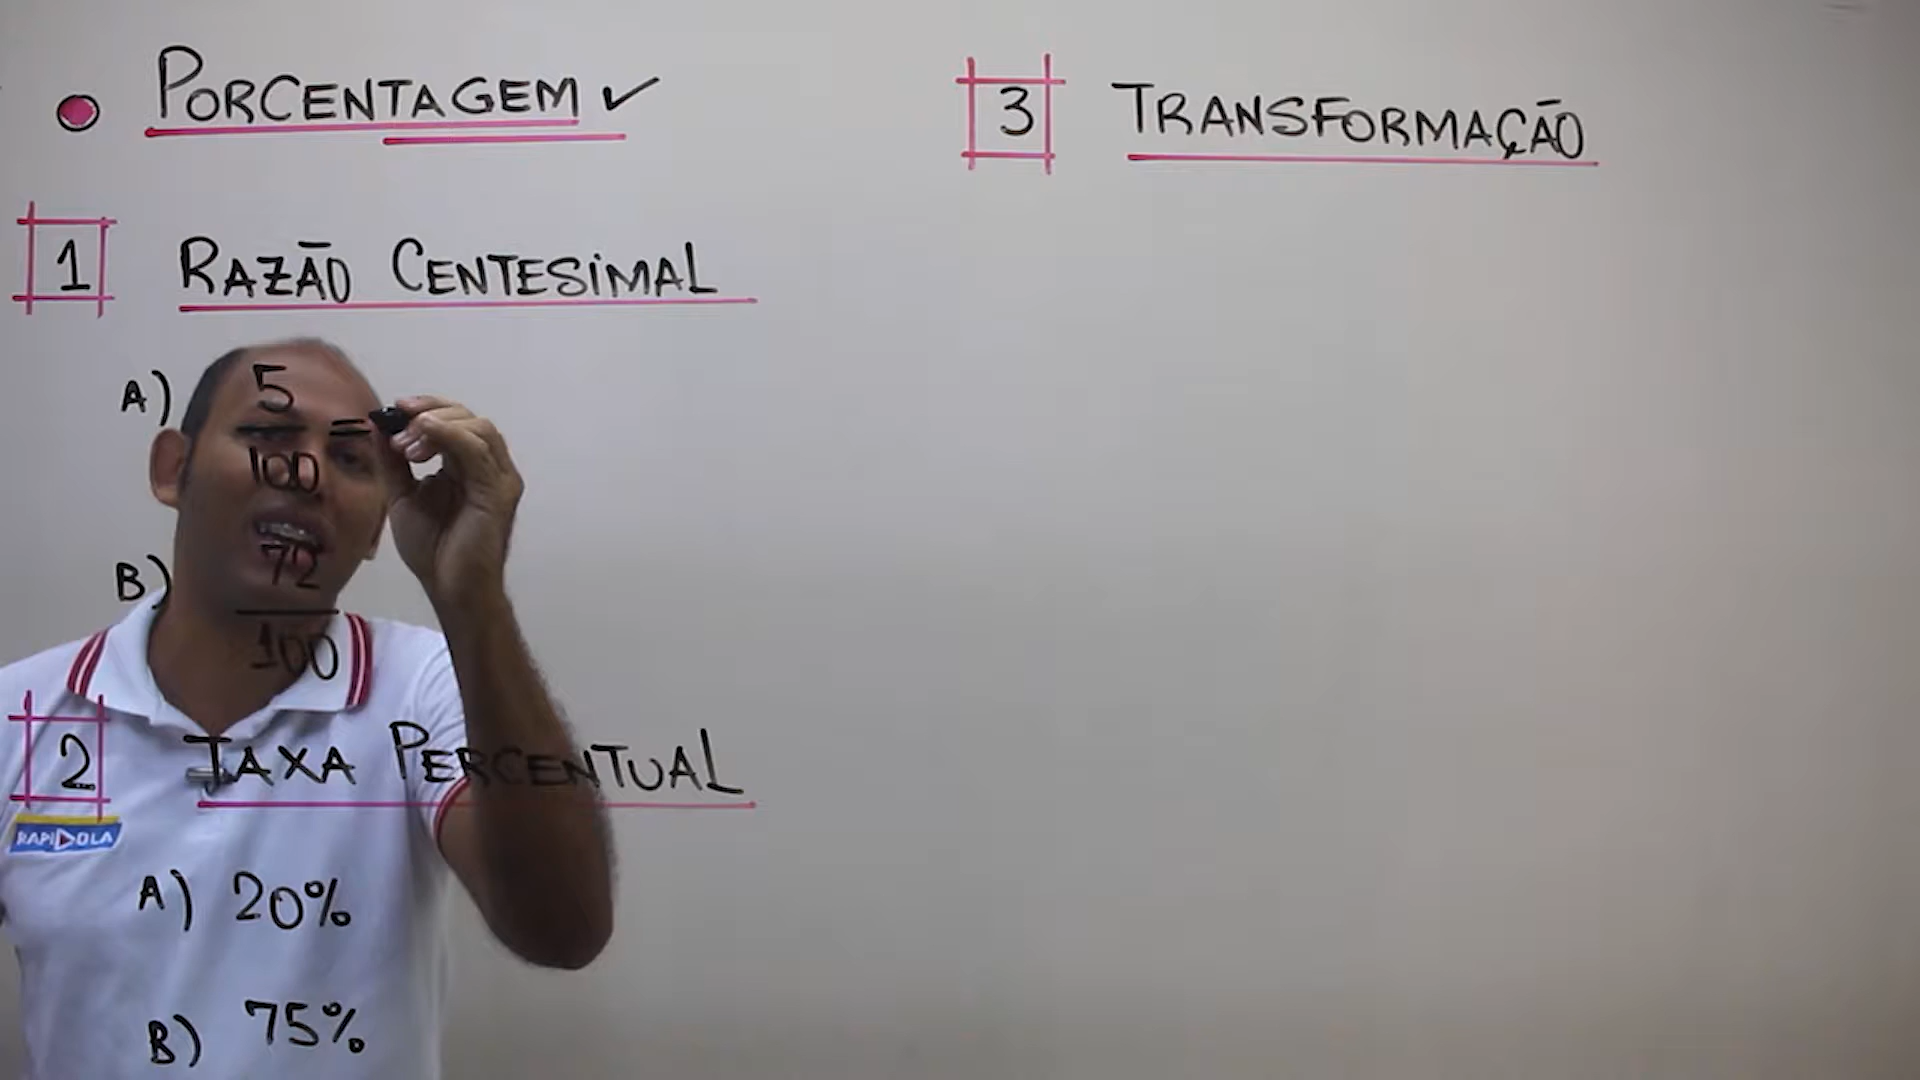 PORCENTAGEM ✓
1 RAZÃO CENTESIMAL
A) 5
100 =
B) 72
100
2 TAXA PERCENTUAL
RAPIDOLA
A) 20%
B) 75%
3 TRANSFORMAÇÃO